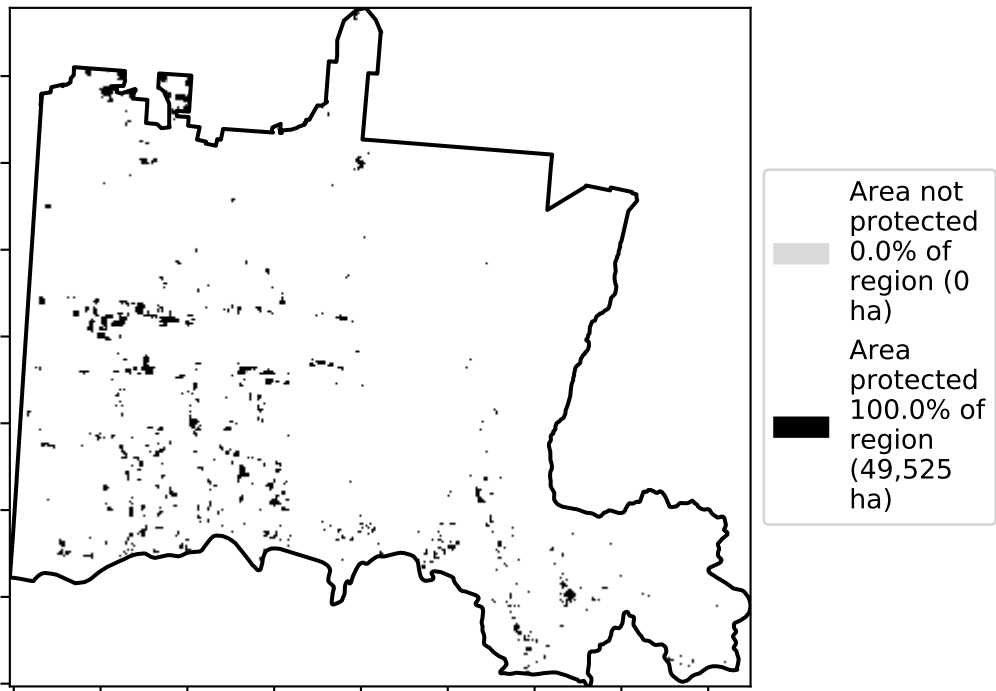 Area not
protected
0.0% of
region (0
ha)
Area
protected
100.0% of
region
(49,525
ha)